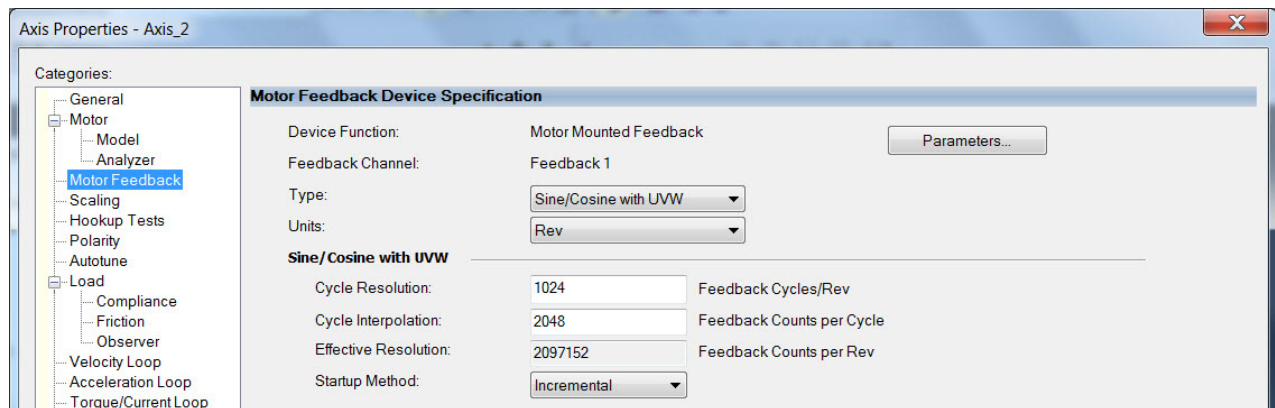 Axis Properties - Axis_2
X
Categories:
General
Motor
Model
Analyzer
Motor Feedback
Scaling
Hookup Tests
Polarity
Autotune
Load
Compliance
Friction
Observer
Velocity Loop
Acceleration Loop
Torque/Current Loop
Motor Feedback Device Specification
Device Function: Motor Mounted Feedback Parameters...
Feedback Channel: Feedback 1
Type: Sine/Cosine with UVW
Units: Rev
Sine/Cosine with UVW
Cycle Resolution: 1024 Feedback Cycles/Rev
Cycle Interpolation: 2048 Feedback Counts per Cycle
Effective Resolution: 2097152 Feedback Counts per Rev
Startup Method: Incremental